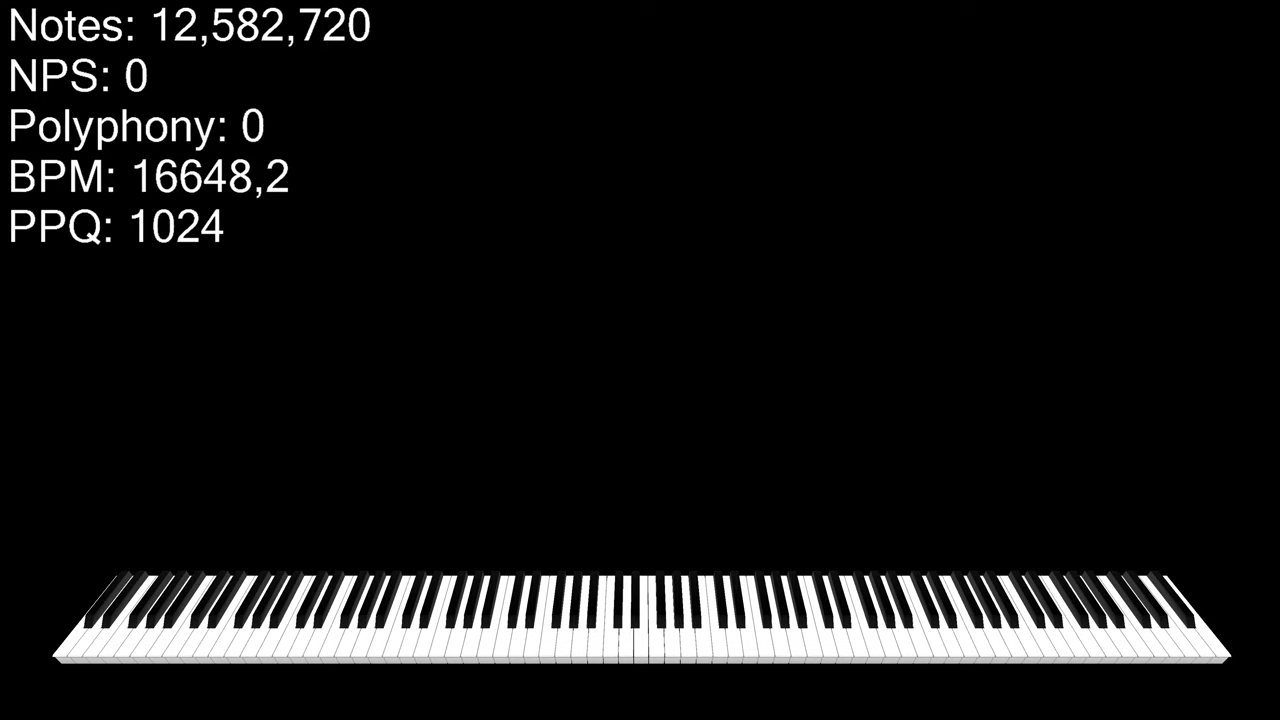 Notes: 12,582,720
NPS: 0
Polyphony: 0
BPM: 16648,2
PPQ: 1024